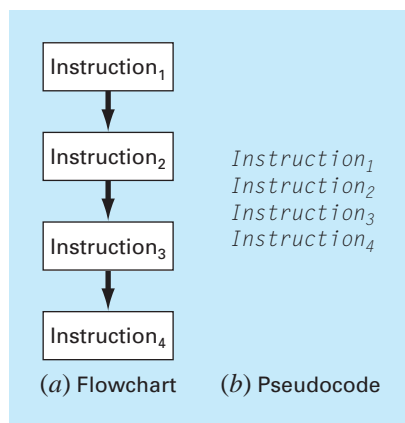 Instruction₁
Instruction₂
Instruction₃
Instruction₄
(a) Flowchart
Instruction₁
Instruction₂
Instruction₃
Instruction₄
(b) Pseudocode